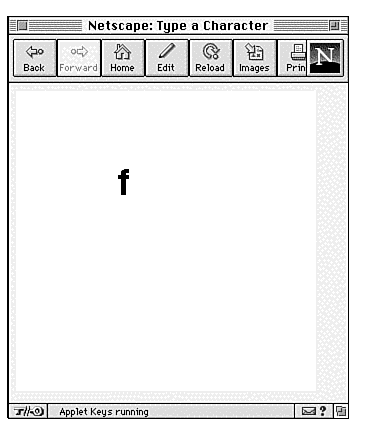 Netscape: Type a Character
Back Forward Home Edit Reload Images Prin N
f
Applet Keys running ?